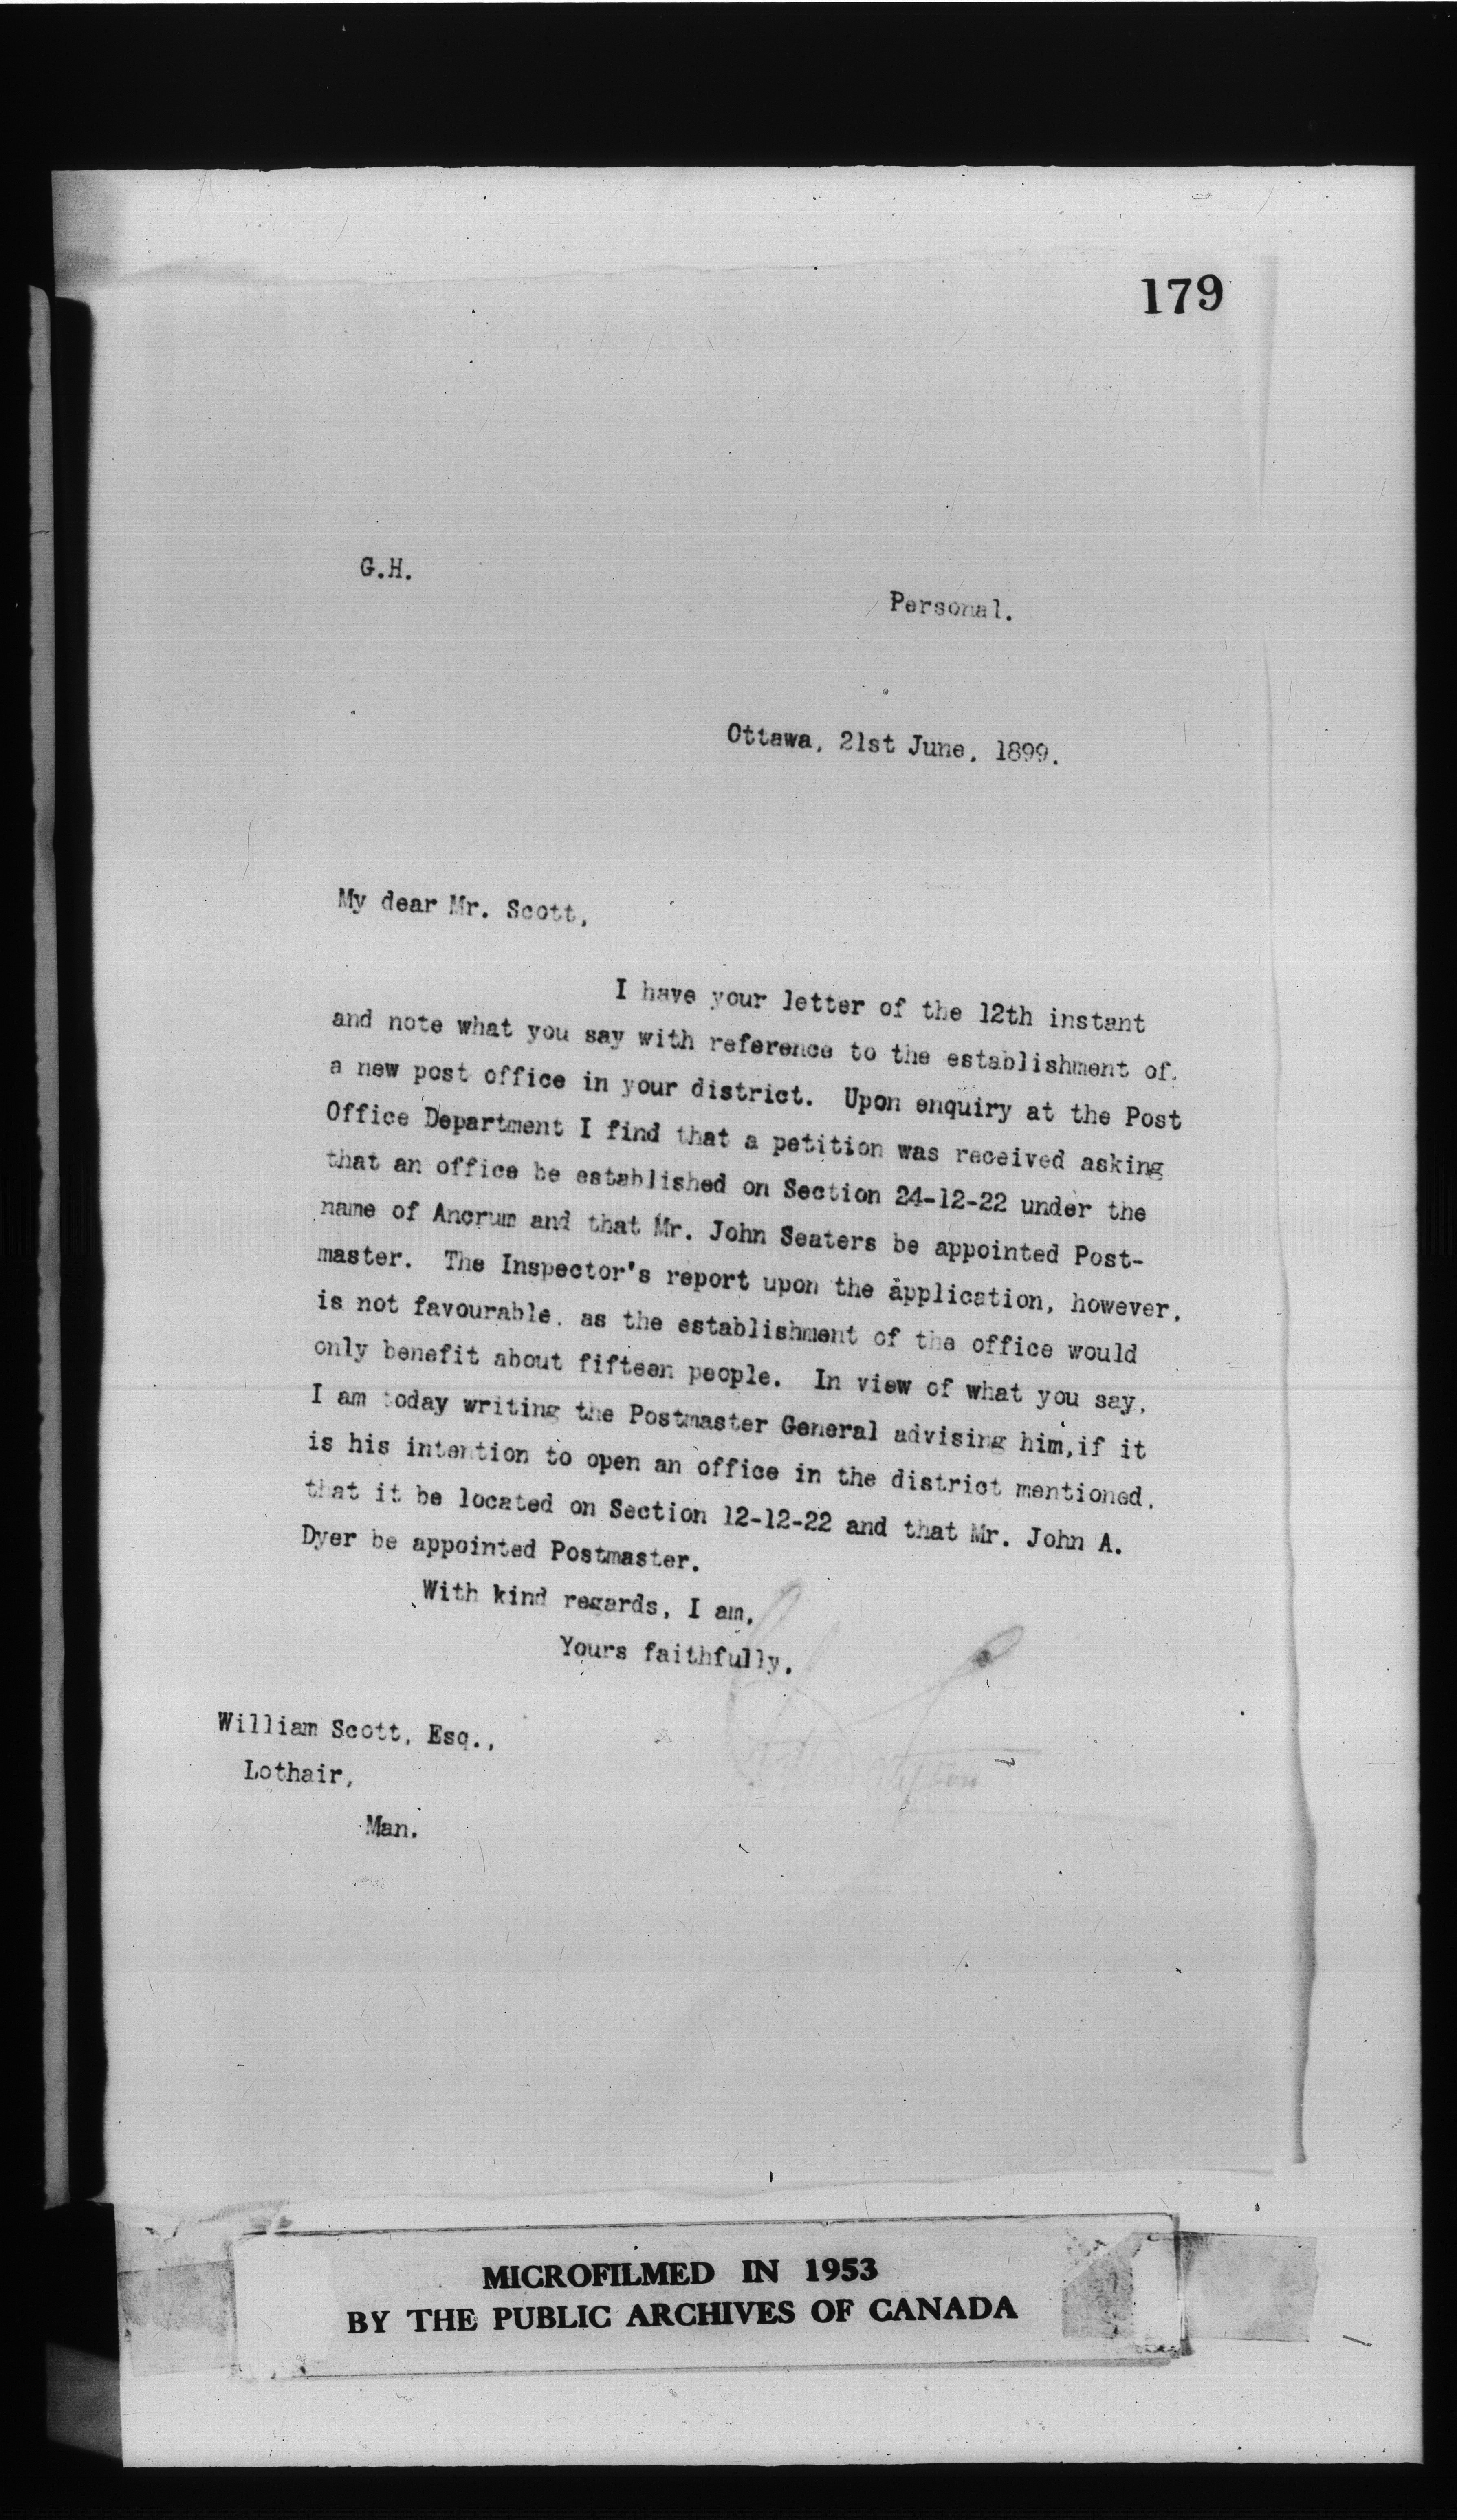 179
G.H.
Personal.
Ottawa, 21st June, 1899.
My dear Mr. Scott,
I have your letter of the 12th instant
and note what you say with reference to the establishment of
a new post office in your district. Upon enquiry at the Post
Office Department I find that a petition was received asking
that an office be established on Section 24-12-22 under the
name of Ancrum and that Mr. John Seaters be appointed Post-
master. The Inspector's report upon the application, however,
is not favourable, as the establishment of the office would
only benefit about fifteen people. In view of what you say,
I am today writing the Postmaster General advising him,if it
is his intention to open an office in the district mentioned,
that it be located on Section 12-12-22 and that Mr. John A.
Dyer be appointed Postmaster.
With kind regards, I am,
Yours faithfully,
William Scott, Esq.,
Lothair,
Man.
MICROFILMED IN 1953
BY THE PUBLIC ARCHIVES OF CANADA